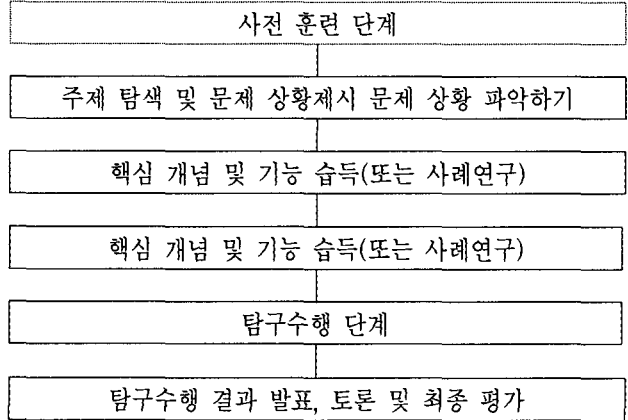 사전 훈련 단계
주제 탐색 및 문제 상황제시 문제 상황 파악하기
핵심 개념 및 기능 습득(또는 사례연구)
핵심 개념 및 기능 습득(또는 사례연구)
탐구수행 단계
탐구수행 결과 발표, 토론 및 최종 평가